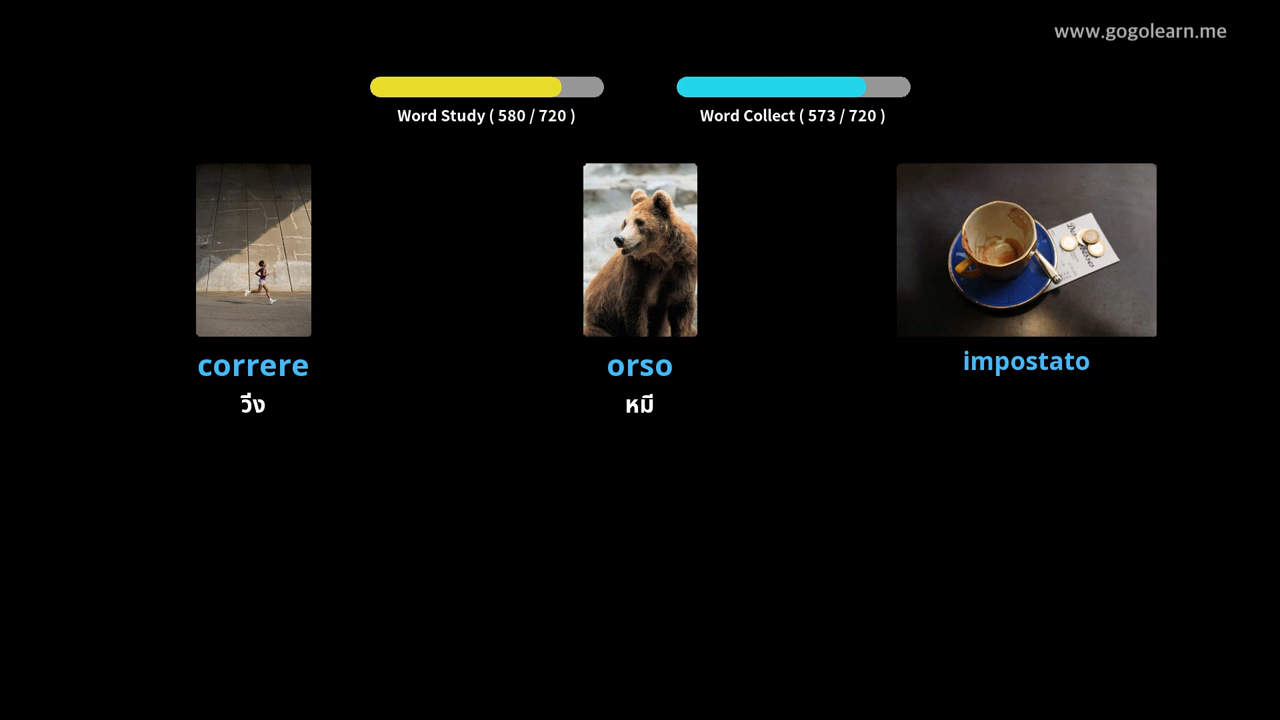 www.gogolearn.me
Word Study ( 580 / 720 )
Word Collect ( 573 / 720 )
correre
วิ่ง
orso
หมี
impostato